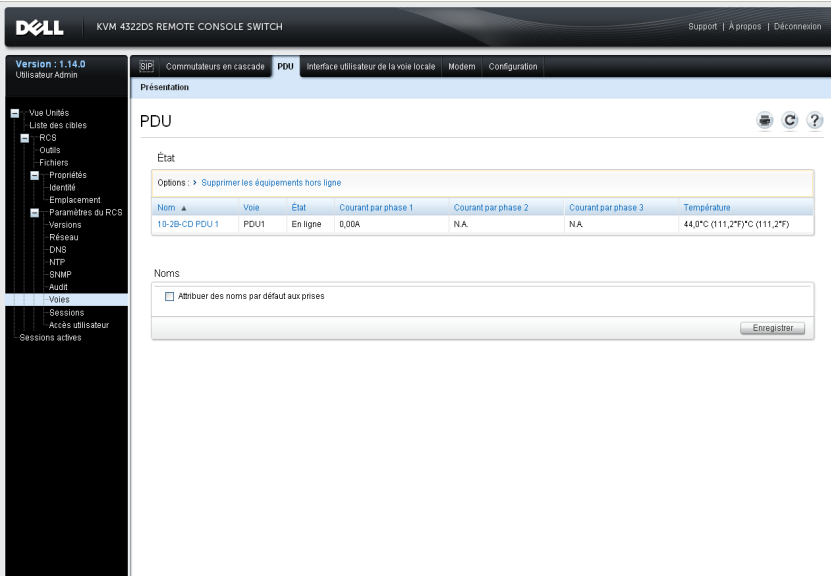 DELL KVM 4322DS REMOTE CONSOLE SWITCH Support | À propos | Déconnexion
Version : 1.14.0
Utilisateur Admin
SIP Commutateurs en cascade PDU Interface utilisateur de la voie locale Modem Configuration
Présentation
Vue Unités
Liste des cibles
RCS
Outils
Fichiers
Propriétés
Identité
Emplacement
Paramètres du RCS
Versions
Réseau
DNS
NTP
SNMP
Audit
Voies
Sessions
Accès utilisateur
Sessions actives
PDU
?
État
Options : Supprimer les équipements hors ligne
Nom Voie État Courant par phase 1 Courant par phase 2 Courant par phase 3 Température
10-2B-CD PDU 1 PDU1 En ligne 0,00A N.A. N.A. 44,0°C (111,2°F)°C (111,2°F)
Noms
Attribuer des noms par défaut aux prises
Enregistrer